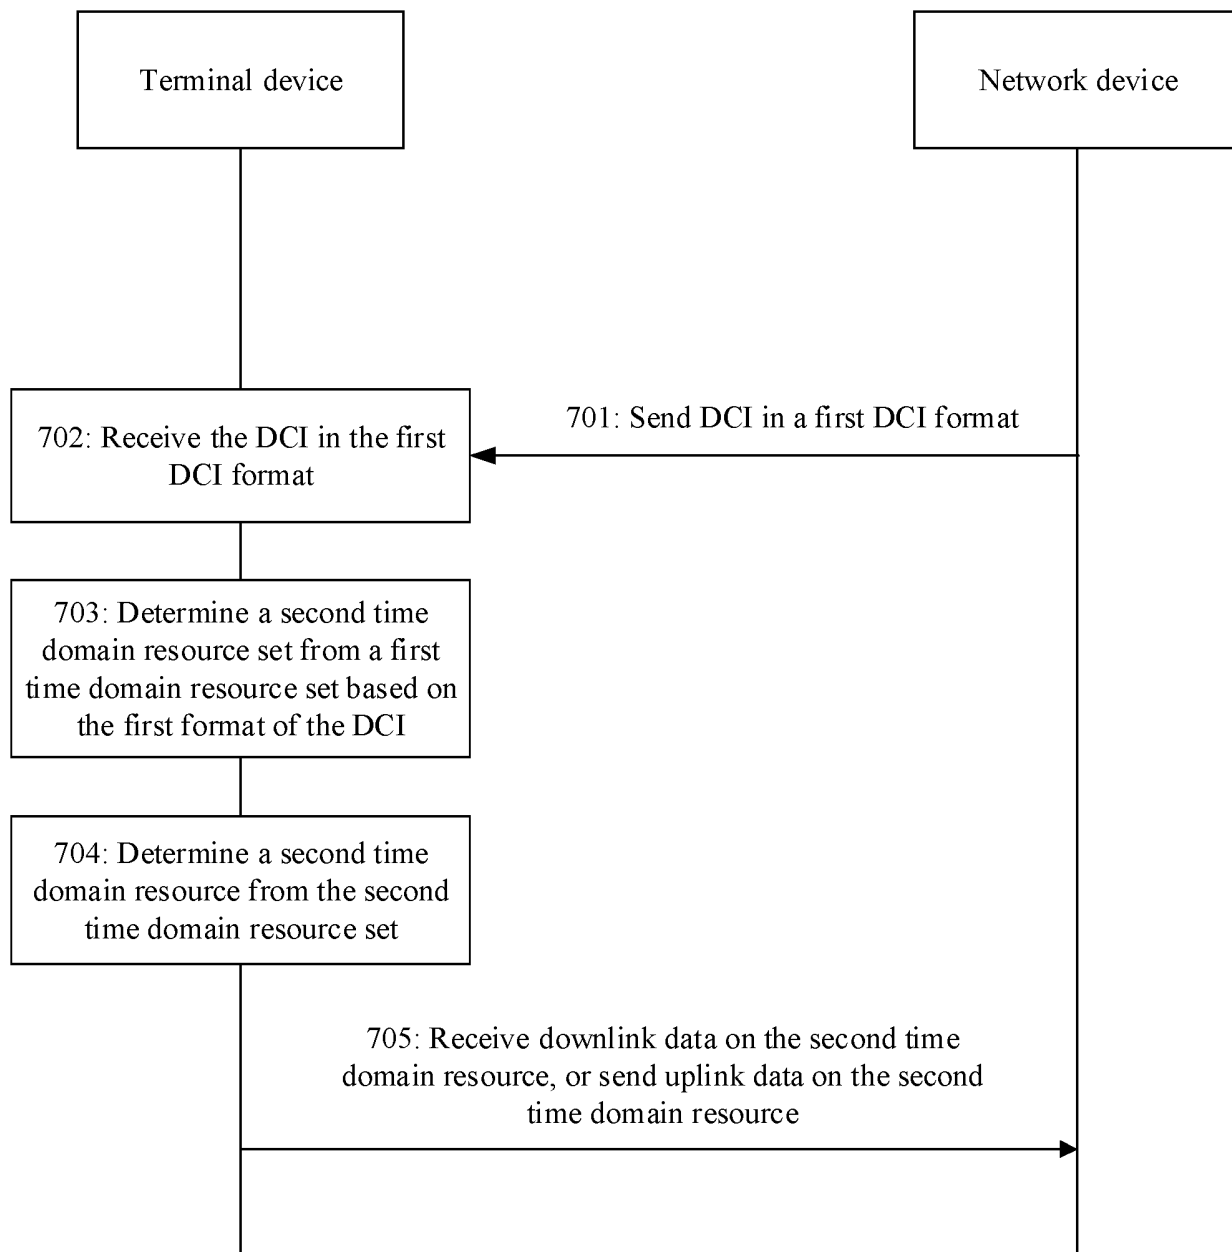 Terminal device
Network device
701: Send DCI in a first DCI format
702: Receive the DCI in the first
DCI format
703: Determine a second time
domain resource set from a first
time domain resource set based on
the first format of the DCI
704: Determine a second time
domain resource from the second
time domain resource set
705: Receive downlink data on the second time
domain resource, or send uplink data on the second
time domain resource